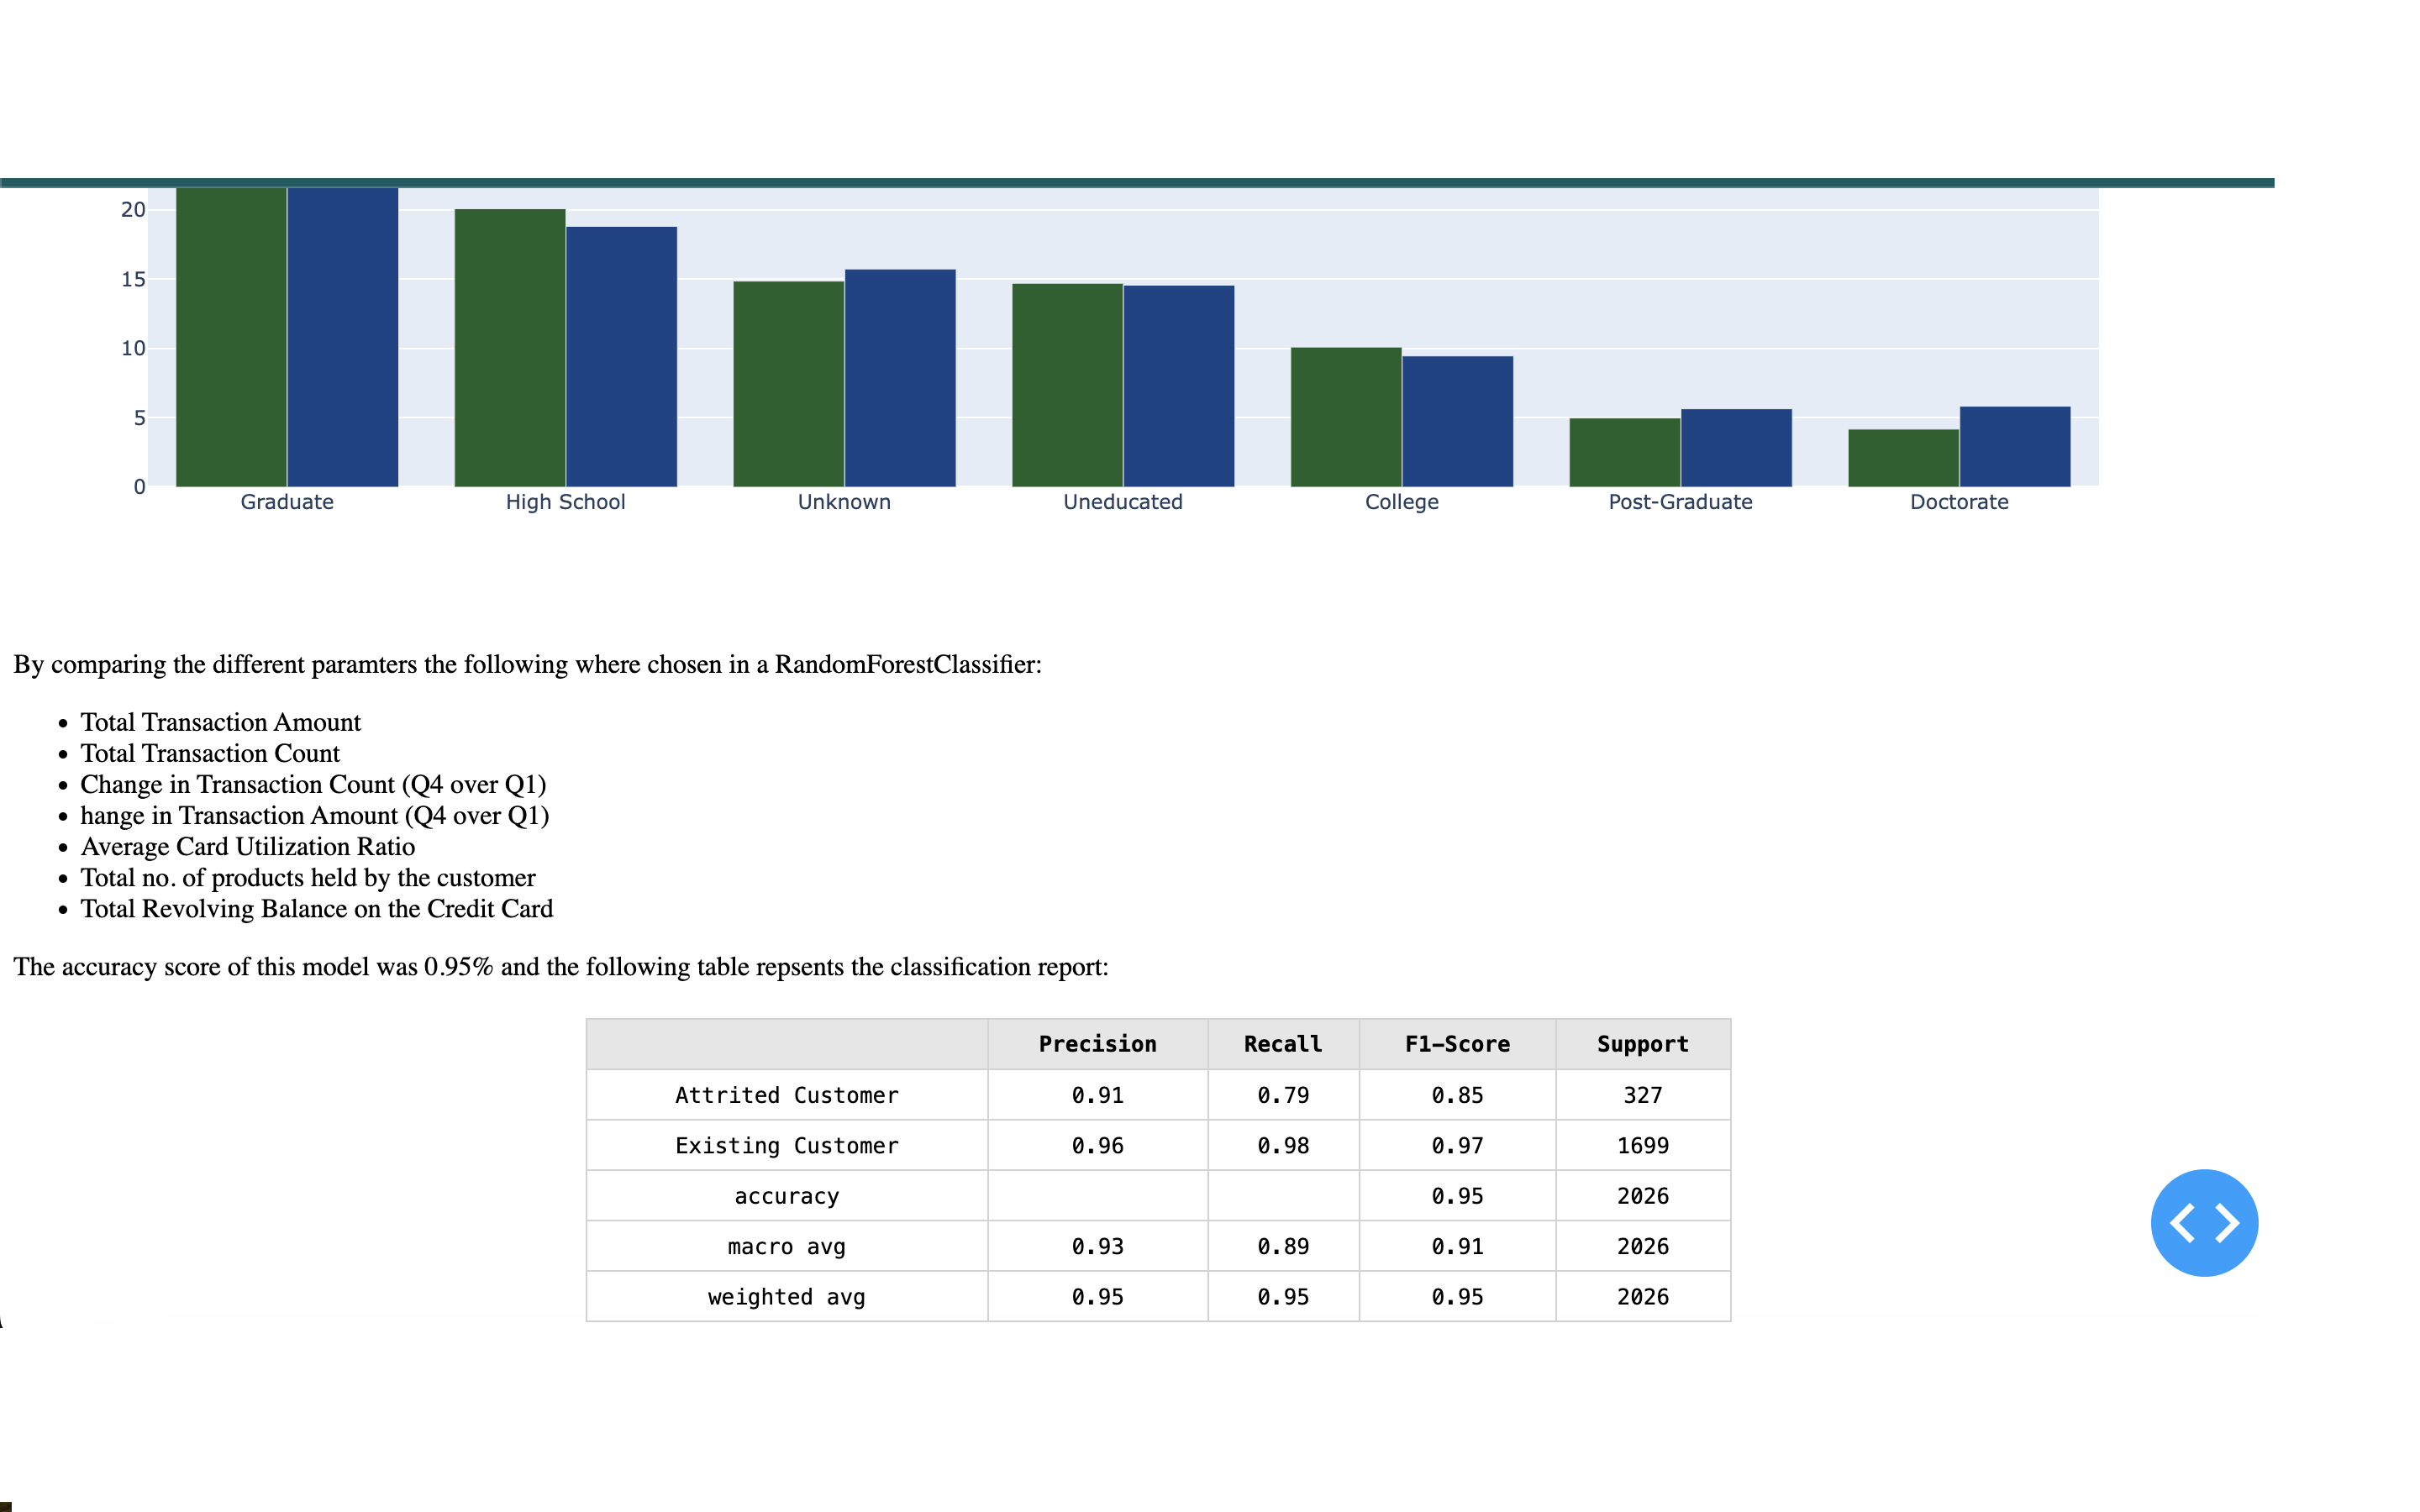 20
15
10
5
0
Graduate High School Unknown Uneducated College Post-Graduate Doctorate
By comparing the different paramters the following where chosen in a RandomForestClassifier:
• Total Transaction Amount
• Total Transaction Count
• Change in Transaction Count (Q4 over Q1)
• hange in Transaction Amount (Q4 over Q1)
• Average Card Utilization Ratio
• Total no. of products held by the customer
• Total Revolving Balance on the Credit Card
The accuracy score of this model was 0.95% and the following table repsents the classification report:
Precision Recall F1-Score Support
Attrited Customer 0.91 0.79 0.85 327
Existing Customer 0.96 0.98 0.97 1699
accuracy 0.95 2026
macro avg 0.93 0.89 0.91 2026
weighted avg 0.95 0.95 0.95 2026